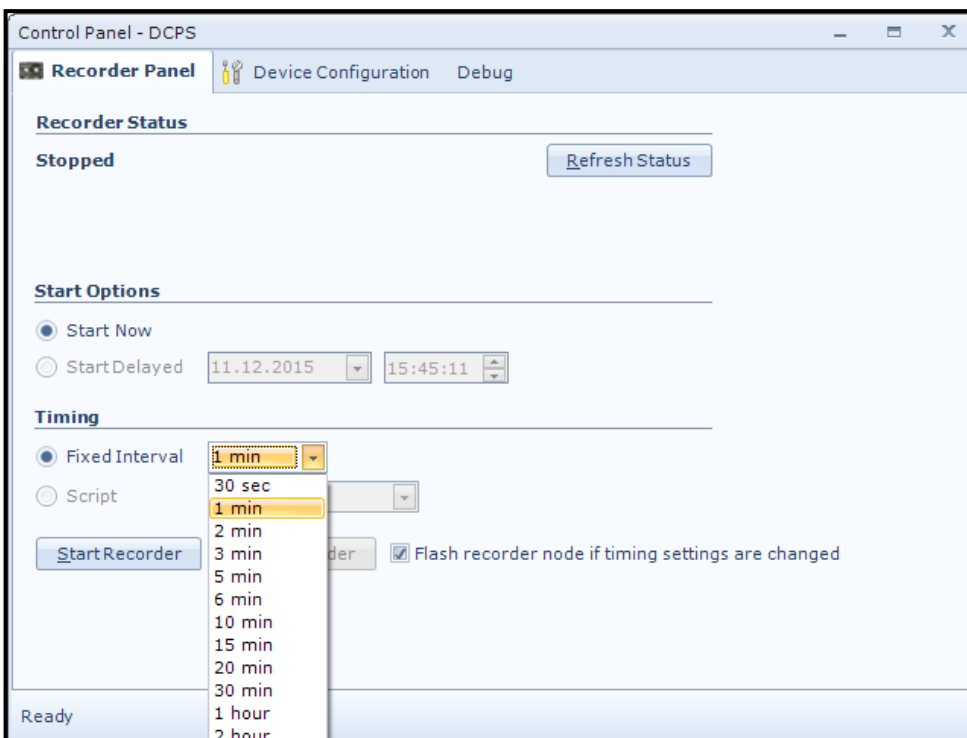 Control Panel - DCPS
Recorder Panel Device Configuration Debug
Recorder Status
Stopped Refresh Status
Start Options
Start Now
Start Delayed 11.12.2015 15:45:11
Timing
Fixed Interval 1 min
30 sec
Script
1 min
2 min
Start Recorder 3 min der Flash recorder node if timing settings are changed
5 min
6 min
10 min
15 min
20 min
30 min
Ready 1 hour
2 hour